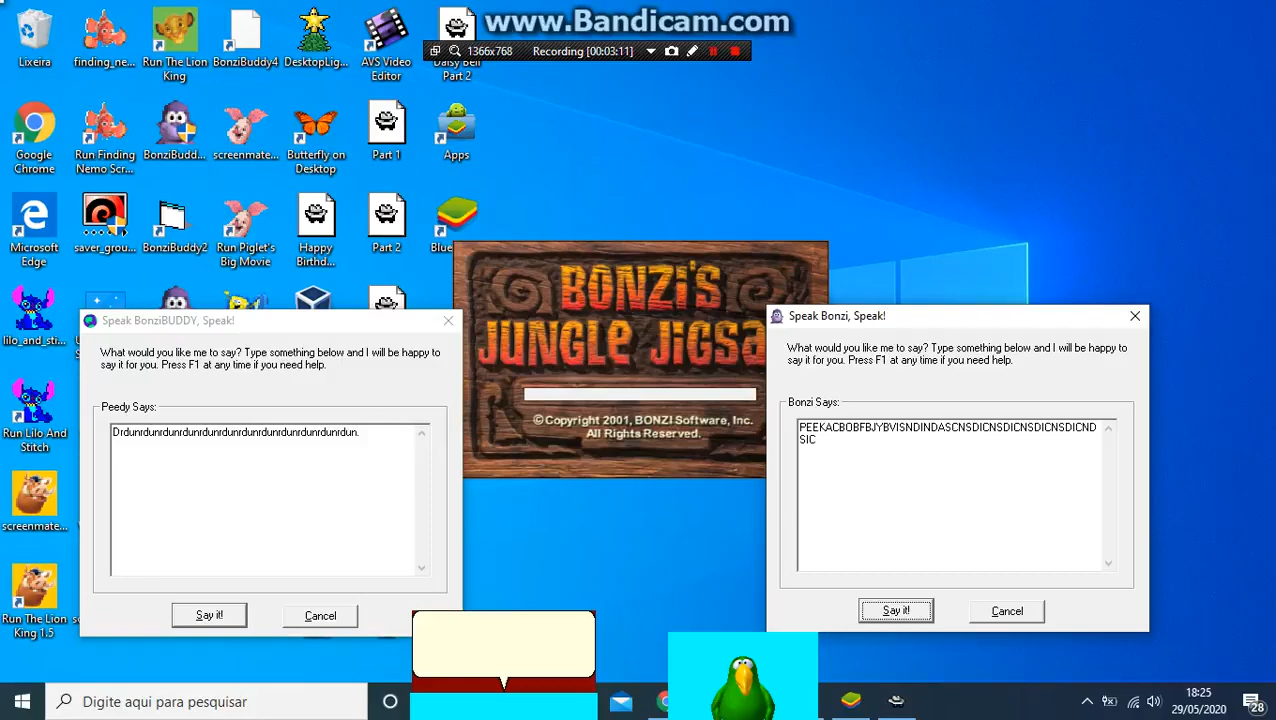 www.Bandicam.com
1366x768
Recording [00:03:11]
Lixeira
finding_ne...
Run The Lion
King
BonziBuddy4
DesktopLig...
AVS Video
Editor
Daisy Bell
Part 2
Google
Chrome
Run Finding
Nemo Scr...
BonziBudd...
screenmate...
Butterfly on
Desktop
Part 1
Apps
Microsoft
Edge
saver_grou...
BonziBuddy2
Run Piglet's
Big Movie
Happy
Birthd...
Part 2
lilo_and_sti...
Run Lilo And
Stitch
screenmate...
The Lion
King 1.5
BONZI'S
JUNGLE JIGSA
©Copyright 2001, BONZI Software, Inc.
All Rights Reserved.
Speak BonziBUDDY, Speak!
What would you like me to say? Type something below and I will be happy to
say it for you. Press F1 at any time if you need help.
Peedy Says:
Drdunrdunrdunrdunrdunrdunrdunrdunrdunrdunrdunrdun.
Say it!
Cancel
Speak Bonzi, Speak!
What would you like me to say? Type something below and I will be happy to
say it for you. Press F1 at any time if you need help.
Bonzi Says:
PEEKACBOBFBJYBVISNDINDASCNSDICNSDICNSDICNSDICND
SIC
Say it!
Cancel
Digite aqui para pesquisar
18:25
29/05/2020
28